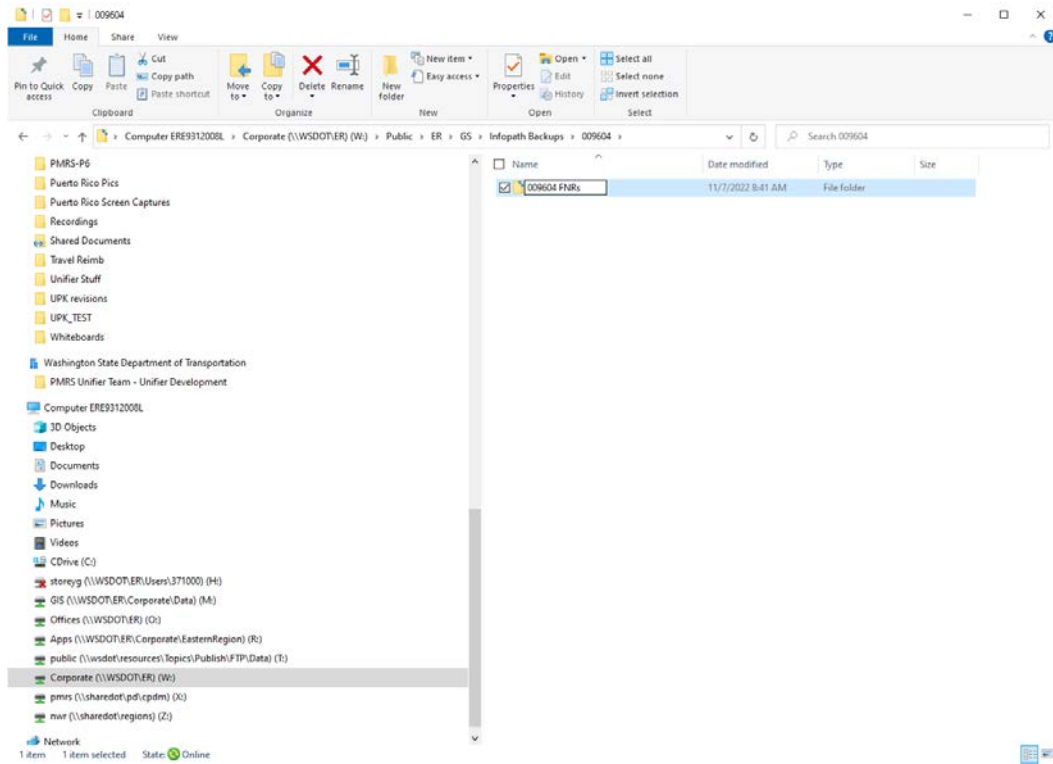 009604
File Home Share View
Pin to Quick access
Copy
Paste
Cut
Copy path
Paste shortcut
Move to
Copy to
Delete
Rename
New folder
New item
Easy access
Properties
Open
Edit
History
Select all
Select none
Invert selection
Clipboard Organize New Open Select
Computer ERE9312008L › Corporate (\\WSDOT\ER) (W:) › Public › ER › GS › Infopath Backups › 009604 ›
Search 009604
Name Date modified Type Size
009604 FNRs 11/7/2022 8:41 AM File folder
PMRS-P6
Puerto Rico Pics
Puerto Rico Screen Captures
Recordings
Shared Documents
Travel Reimb
Unifier Stuff
UPK revisions
UPK_TEST
Whiteboards
Washington State Department of Transportation
PMRS Unifier Team - Unifier Development
Computer ERE9312008L
3D Objects
Desktop
Documents
Downloads
Music
Pictures
Videos
CDrive (C:)
storeyg (\\WSDOT\ER\Users\371000) (H:)
GIS (\\WSDOT\ER\Corporate\Data) (M:)
Offices (\\WSDOT\ER) (O:)
Apps (\\WSDOT\ER\Corporate\EasternRegion) (R:)
public (\\wsdot\resources\Topics\Publish\FTP\Data) (T:)
Corporate (\\WSDOT\ER) (W:)
pmrs (\\sharedot\pd\cpdm) (X:)
nwr (\\sharedot\regions) (Z:)
Network
1 item 1 item selected State: Online